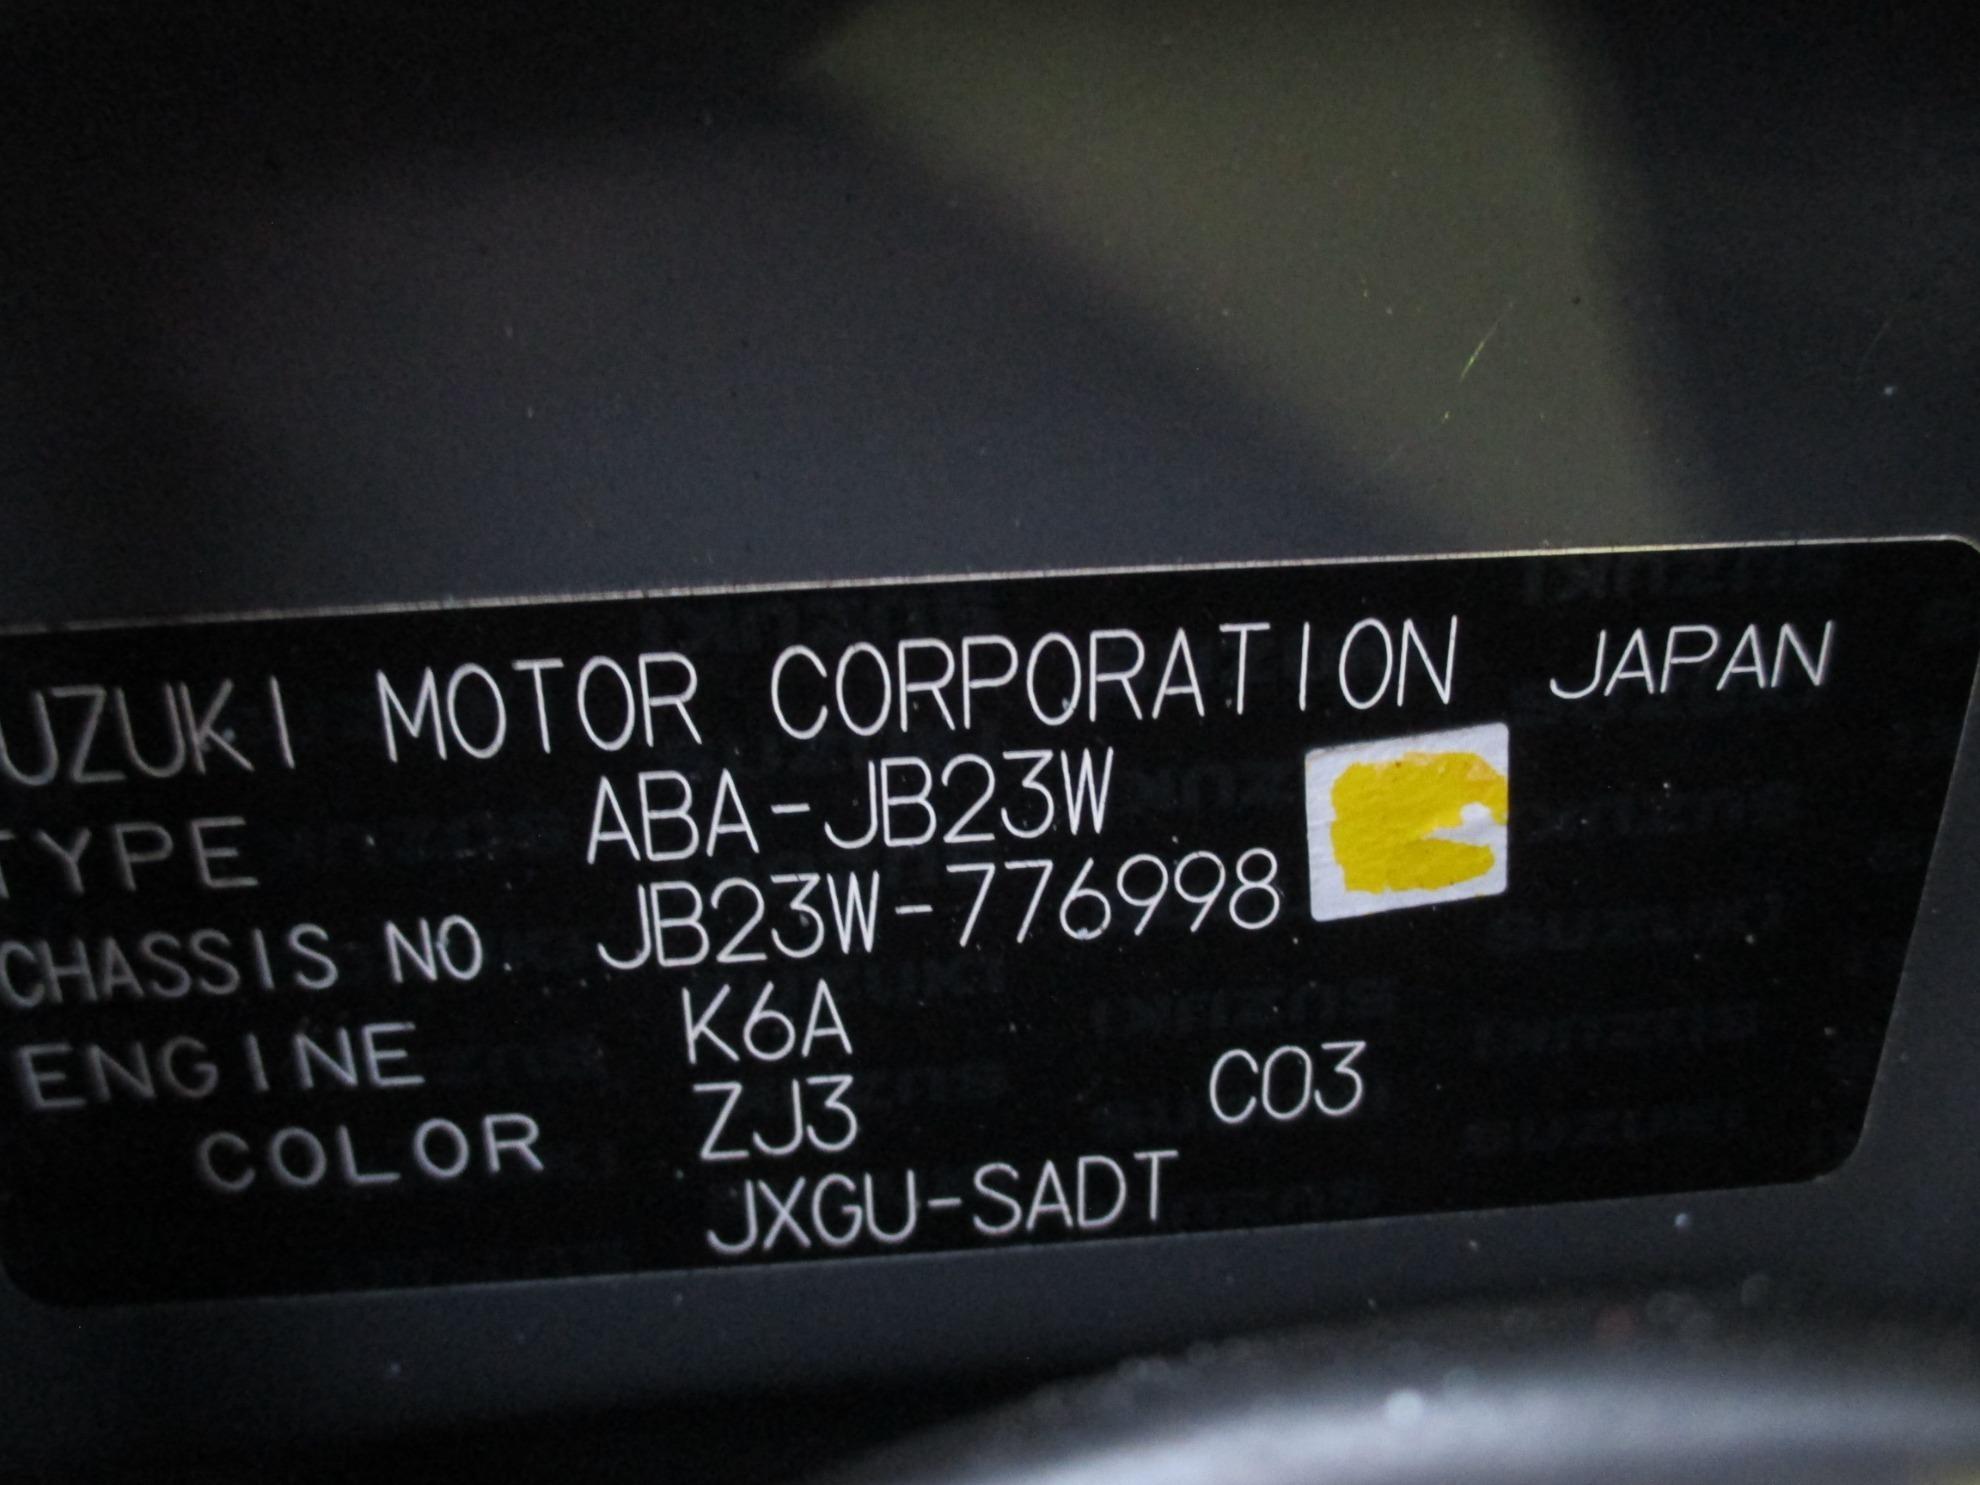 UZUKI MOTOR CORPORATION JAPAN
TYPE ABA-JB23W
CHASSIS NO. JB23W-776998
ENGINE K6A
COLOR ZJ3 C03
JXGU-SADT